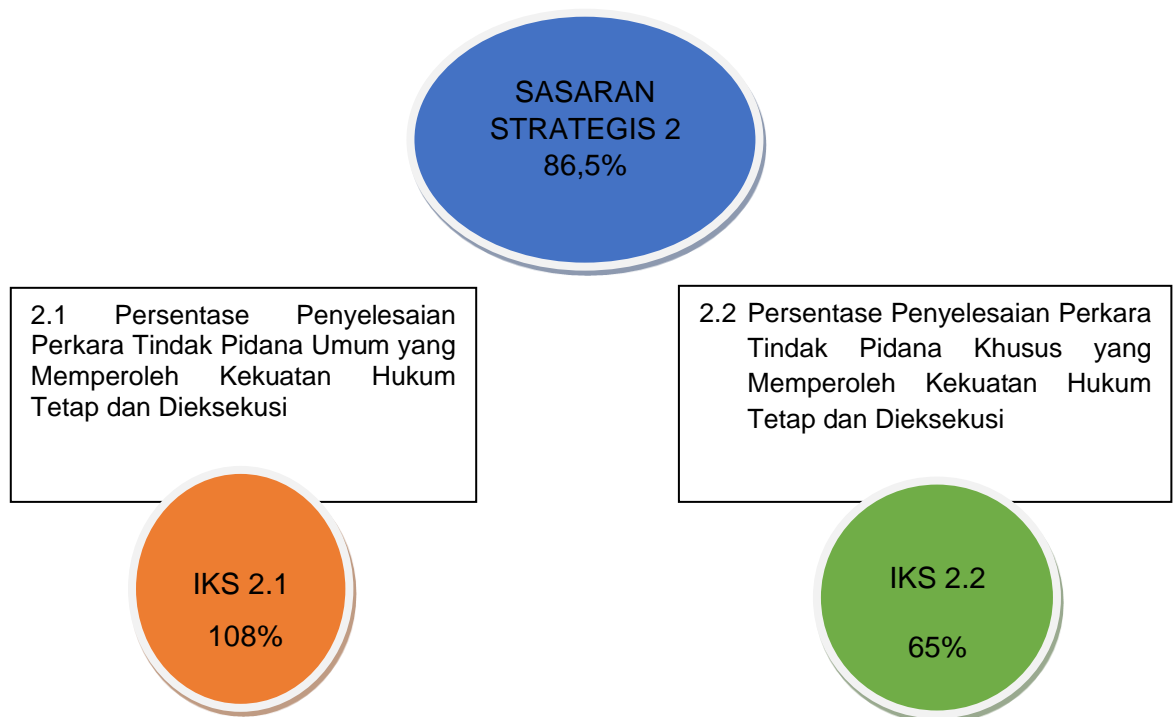 SASARAN
STRATEGIS 2
86,5%
2.1 Persentase Penyelesaian
Perkara Tindak Pidana Umum yang
Memperoleh Kekuatan Hukum
Tetap dan Dieksekusi
2.2 Persentase Penyelesaian Perkara
Tindak Pidana Khusus yang
Memperoleh Kekuatan Hukum
Tetap dan Dieksekusi
IKS 2.1
108%
IKS 2.2
65%